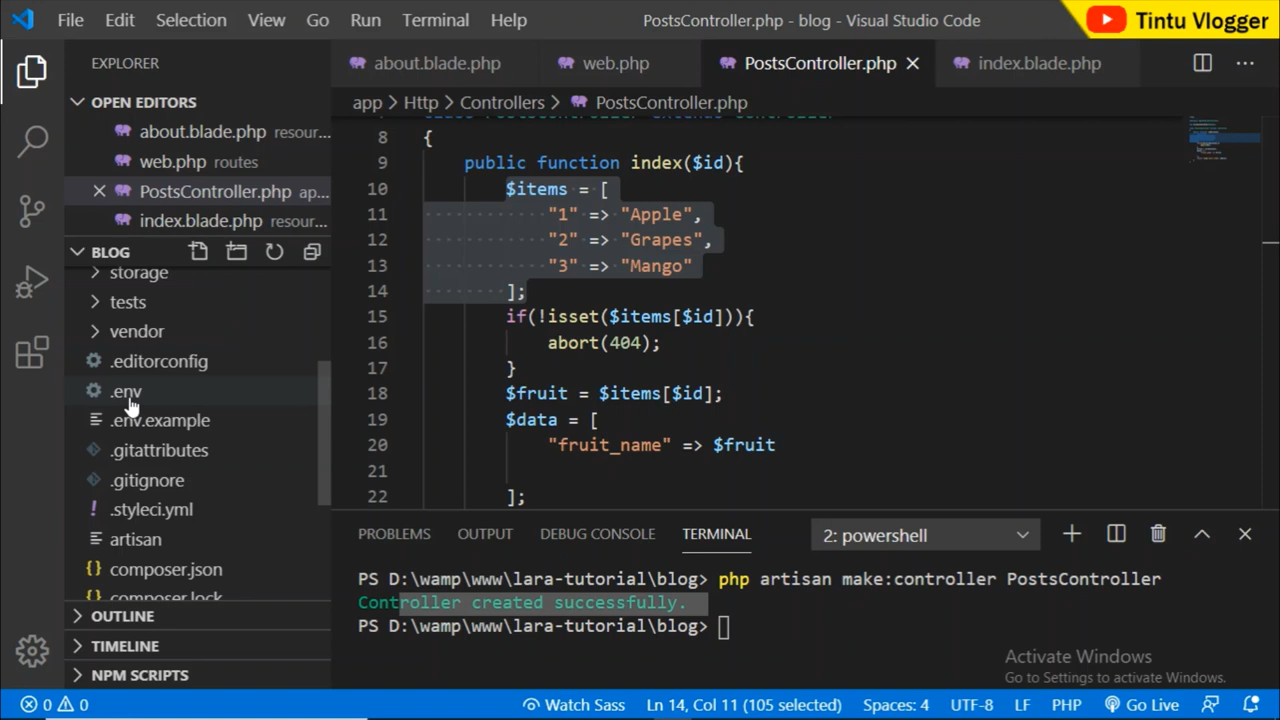 File Edit Selection View Go Run Terminal Help
PostsController.php - blog - Visual Studio Code
Tintu Vlogger
EXPLORER
OPEN EDITORS
about.blade.php resour...
web.php routes
PostsController.php ap...
index.blade.php resour...
BLOG
storage
tests
vendor
.editorconfig
.env
.env.example
.gitattributes
.gitignore
.styleci.yml
artisan
composer.json
composer.lock
OUTLINE
TIMELINE
NPM SCRIPTS
about.blade.php web.php PostsController.php index.blade.php
app > Http > Controllers > PostsController.php
8 {
9 public function index($id){
10 $items = [
11 "1" => "Apple",
12 "2" => "Grapes",
13 "3" => "Mango"
14 ];
15 if(!isset($items[$id])){
16 abort(404);
17 }
18 $fruit = $items[$id];
19 $data = [
20 "fruit_name" => $fruit
21
22 ];
PROBLEMS OUTPUT DEBUG CONSOLE TERMINAL 2: powershell
PS D:\wamp\www\lara-tutorial\blog> php artisan make:controller PostsController
Controller created successfully.
PS D:\wamp\www\lara-tutorial\blog>
Activate Windows
Go to Settings to activate Windows.
0 0 Watch Sass Ln 14, Col 11 (105 selected) Spaces: 4 UTF-8 LF PHP Go Live